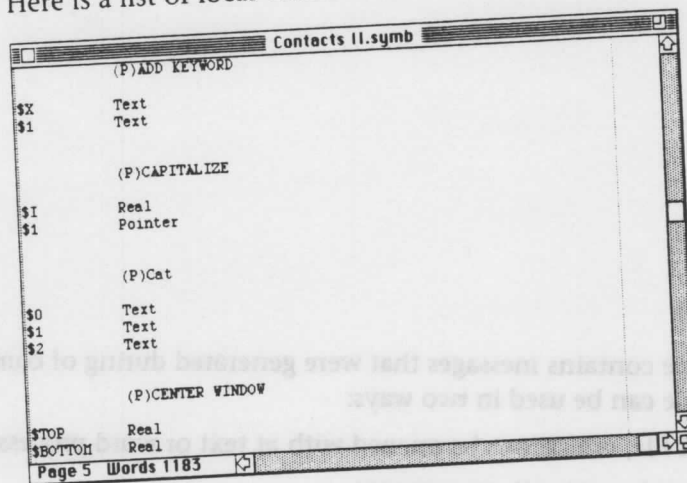 Here is a list of local
Contacts II.symb
(P)ADD KEYWORD
$X Text
$1 Text
(P)CAPITALIZE
$I Real
$1 Pointer
(P)Cat
$0 Text
$1 Text
$2 Text
(P)CENTER WINDOW
$TOP Real
$BOTTOM Real
Page 5 Words 1183
contains messages that were generated during of com
can be used in two ways: